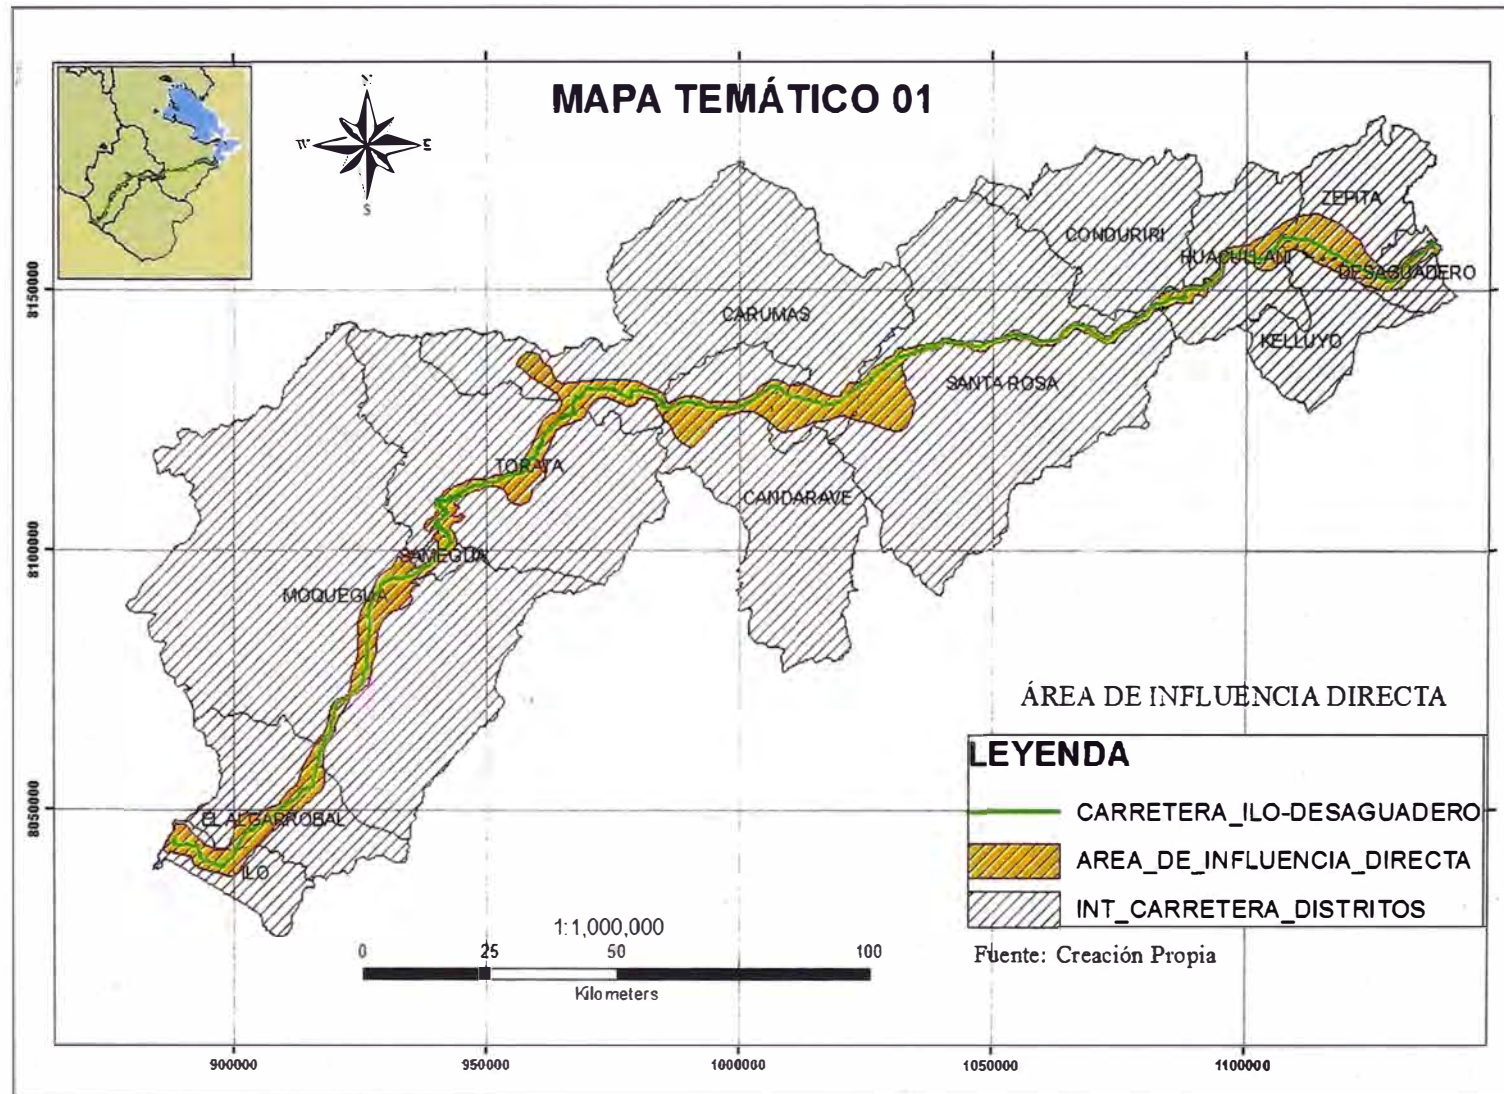 MAPA TEMÁTICO 01
N
W
E
S
ZEPITA
CONDURIRI
HUACULLANI
DESAGUADERO
CARUMAS
KELLUYO
SANTA ROSA
TORATA
CANDARAVE
SAMEGUA
MOQUEGUA
EL ALGARROBAL
ILO
8150000
8100000
8050000
ÁREA DE INFLUENCIA DIRECTA
LEYENDA
CARRETERA_ILO-DESAGUADERO
AREA_DE_INFLUENCIA_DIRECTA
INT_CARRETERA_DISTRITOS
Fuente: Creación Propia
1:1,000,000
0 25 50 100
Kilometers
900000 950000 1000000 1050000 1100000